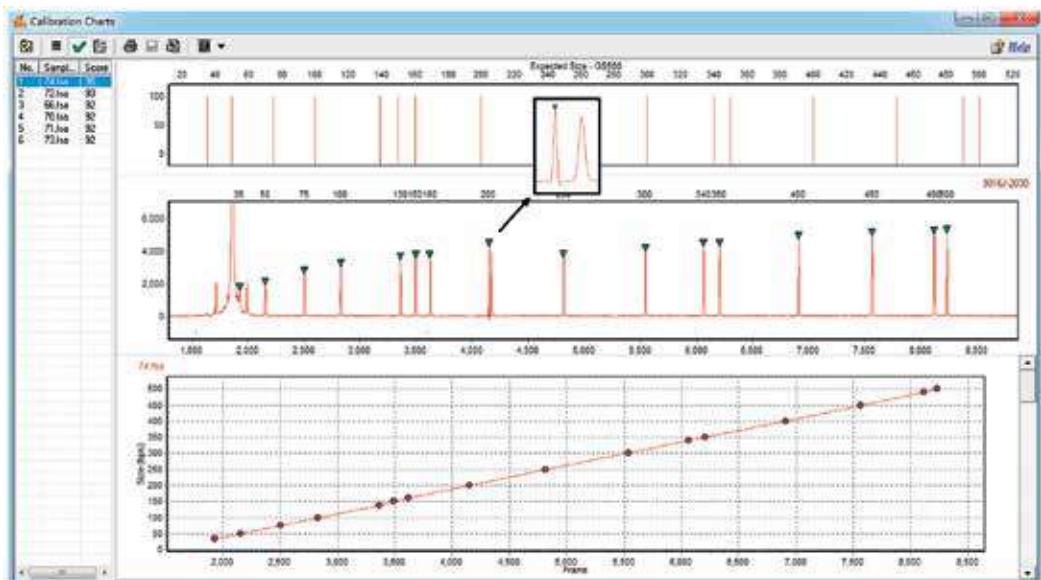 Calibration Charts
Help
No. Sampl... Score
2 72.fsa 93
3 66.fsa 92
4 70.fsa 92
5 71.fsa 92
6 73.fsa 92
Expected Size - GS500
20 40 60 80 100 120 140 160 180 200 220 240 260 280 300 320 340 360 380 400 420 440 460 480 500 520
100
50
0
35 50 75 100 200 300 340 350 400 450
6,000
4,000
2,000
0
1,000 2,000 2,500 3,000 3,500 4,000 4,500 5,000 5,500 6,000 6,500 7,000 7,500 8,000 8,500
74.fsa
Size (bps)
500
450
400
350
300
250
200
150
100
50
0
2,000 2,500 3,000 3,500 4,000 4,500 5,000 5,500 6,000 6,500 7,000 7,500 8,000 8,500
Frame